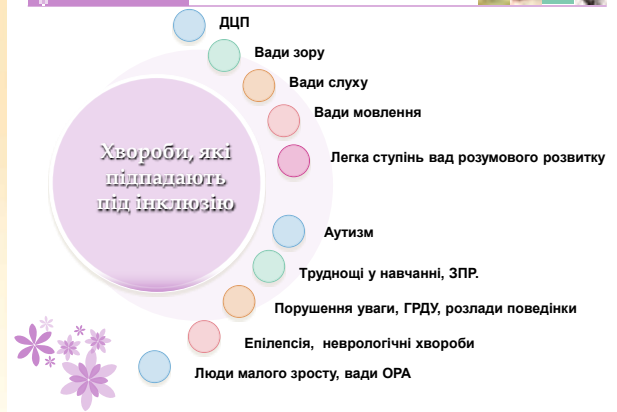 ДЦП
Вади зору
Вади слуху
Вади мовлення
Хвороби, які
підпадають
під інклюзію
Легка ступінь вад розумового розвитку
Аутизм
Труднощі у навчанні, ЗПР.
Порушення уваги, ГРДУ, розлади поведінки
Епілепсія, неврологічні хвороби
Люди малого зросту, вади ОРА